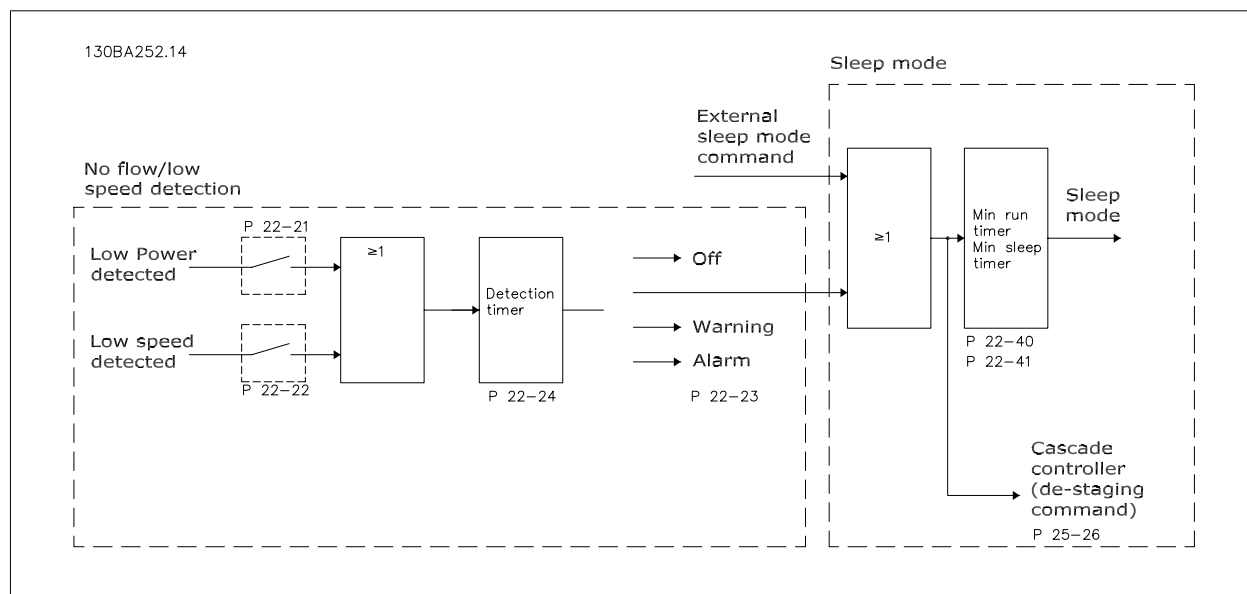 130BA252.14
Sleep mode
External
sleep mode
command
No flow/low
speed detection
P 22-21
Low Power
detected
≥1
Low speed
detected
P 22-22
Detection
timer
P 22-24
Off
Warning
Alarm
P 22-23
≥1
Min run
timer
Min sleep
timer
P 22-40
P 22-41
Sleep
mode
Cascade
controller
(de-staging
command)
P 25-26